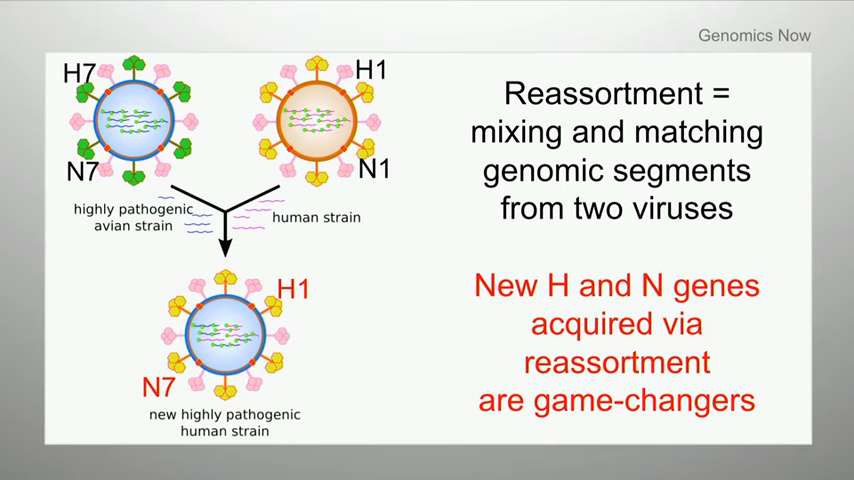 Genomics Now
H7
H1
N7
N1
highly pathogenic
avian strain
human strain
H1
N7
new highly pathogenic
human strain
Reassortment =
mixing and matching
genomic segments
from two viruses
New H and N genes
acquired via
reassortment
are game-changers